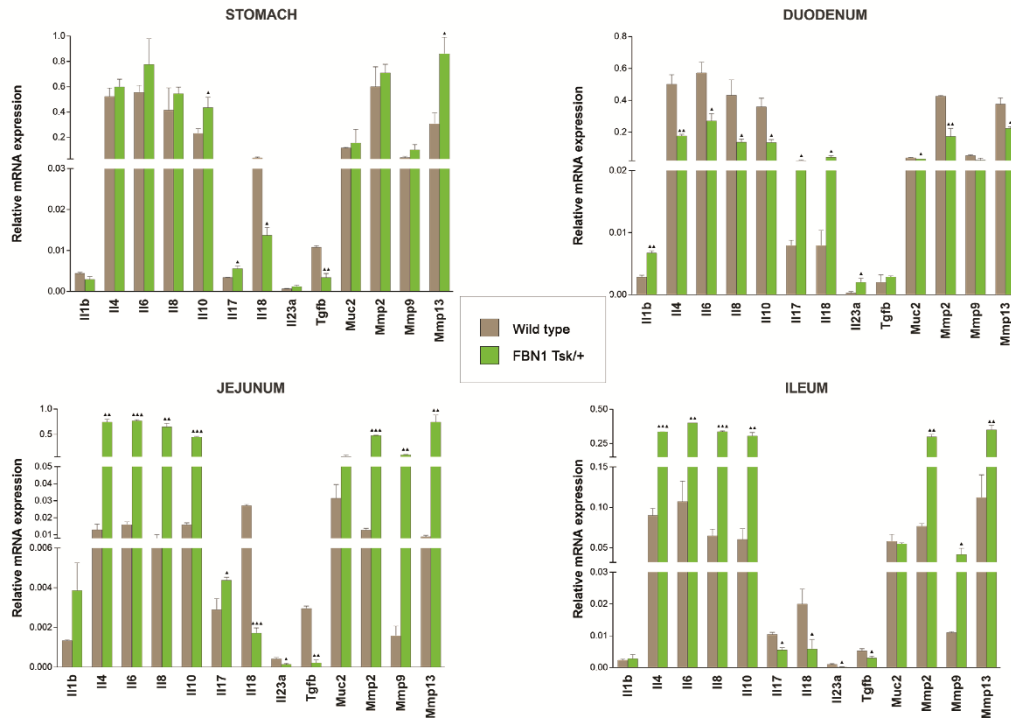 STOMACH
Relative mRNA expression
1.0
0.8
0.6
0.4
0.2
0.03
0.02
0.01
0.00
Il1b Il4 Il6 Il8 Il10 Il17 Il18 Il23a Tgfb Muc2 Mmp2 Mmp9 Mmp13
DUODENUM
Relative mRNA expression
0.8
0.6
0.4
0.2
0.02
0.01
0.00
Il1b Il4 Il6 Il8 Il10 Il17 Il18 Il23a Tgfb Muc2 Mmp2 Mmp9 Mmp13
Wild type
FBN1 Tsk/+
JEJUNUM
Relative mRNA expression
1.0
0.5
0.05
0.04
0.03
0.02
0.01
0.006
0.004
0.002
0.000
Il1b Il4 Il6 Il8 Il10 Il17 Il18 Il23a Tgfb Muc2 Mmp2 Mmp9 Mmp13
ILEUM
Relative mRNA expression
0.50
0.25
0.15
0.10
0.05
0.03
0.02
0.01
0.00
Il1b Il4 Il6 Il8 Il10 Il17 Il18 Il23a Tgfb Muc2 Mmp2 Mmp9 Mmp13